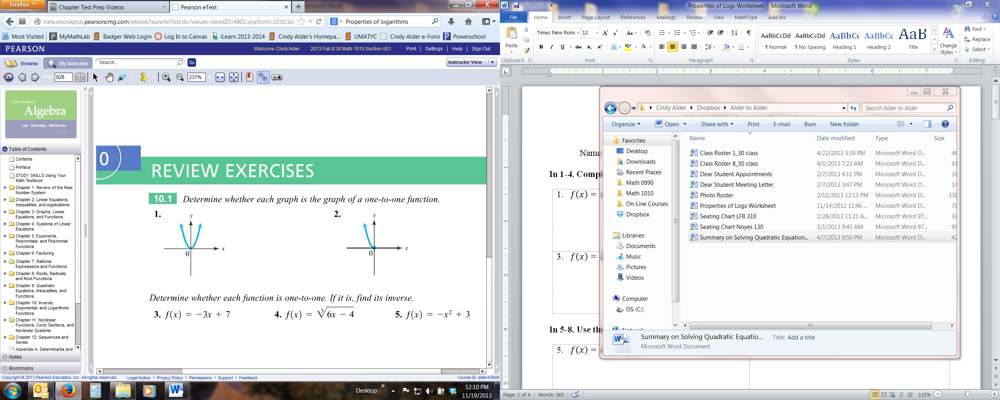 Firefox
Chapter Test Prep Videos
Pearson eText
view.ebookplus.pearsoncmg.com/ebook/launcheText.do?values=bookID::4801::platform::1030::bc
Properties of logarithms
Most Visited
MyMathLab
Badger Web Login
Log In to Canvas
iLearn 2013-2014
Cindy Alder's Homepa...
UMATYC
Cindy Alder e-Folio
Powerschool
PEARSON
Welcome CindyAlder
2013 Fall 8:30 Math 1010 Section 001
Print | Settings | Help | Sign Out
Browse
My Searches
Search...
Go
Instructor View
Page 626
237%
Intermediate
Algebra
Lial · Hornsby · McGinnis
Table of Contents
Contents
Preface
STUDY SKILLS Using Your
Math Textbook
Chapter 1: Review of the Real
Number System
Chapter 2: Linear Equations,
Inequalities, and Applications
Chapter 3: Graphs, Linear
Equations, and Functions
Chapter 4: Systems of Linear
Equations
Chapter 5: Exponents,
Polynomials, and Polynomial
Functions
Chapter 6: Factoring
Chapter 7: Rational
Expressions and Functions
Chapter 8: Roots, Radicals,
and Root Functions
Chapter 9: Quadratic
Equations, Inequalities, and
Functions
Chapter 10: Inverse,
Exponential, and Logarithmic
Functions
Chapter 11: Nonlinear
Functions, Conic Sections, and
Nonlinear Systems
Chapter 12: Sequences and
Series
Appendix A: Determinants and
Notes
Bookmarks
0
REVIEW EXERCISES
10.1 Determine whether each graph is the graph of a one-to-one function.
1.
y
x
0
2.
y
x
0
Determine whether each function is one-to-one. If it is, find its inverse.
3. f(x) = −3x + 7
4. f(x) = ∛(6x − 4)
5. f(x) = −x² + 3
Copyright © 2013 Pearson Education, Inc. All rights reserved.
Legal Notice | Privacy Policy | Permissions | Support | Feedback
Course ID: alder43649
Desktop
12:10 PM
11/19/2013
Properties of Logs Worksheet - Microsoft Word
File
Home
Insert
Page Layout
References
Mailings
Review
View
MathType
Add-Ins
Paste
Clipboard
Times New Roma
12
Font
Paragraph
AaBbCcDd
¶ Normal
AaBbCcDd
¶ No Spacing
AaBbCc
Heading 1
AaBbCc
Heading 2
AaB
Title
Styles
Change
Styles
Find
Replace
Select
Editing
1 2 3 4 5 6 7
1
2
3
4
5
Name
In 1-4, Comp
1. f(x) =
3. f(x) =
In 5-8, Use th
5. f(x) =
Cindy Alder
Dropbox
Alder to Alder
Search Alder to Alder
Organize
Open
Share with
Print
E-mail
Burn
New folder
Favorites
Desktop
Downloads
Recent Places
Math 0990
Math 1010
On-Line Courses
Dropbox
Libraries
Documents
Music
Pictures
Videos
Computer
OS (C:)
Network
Name Date modified Type Size
Class Roster 1_30 class 4/22/2013 3:39 PM Microsoft Word D... 46
Class Roster 8_30 class 4/1/2013 7:23 AM Microsoft Word D... 41
Dear Student Appointments 2/7/2013 4:11 PM Microsoft Word D... 16
Dear Student Meeting Letter 2/7/2013 3:47 PM Microsoft Word D... 14
Photo Roster 2/12/2013 12:13 PM Microsoft Word D... 338
Properties of Logs Worksheet 11/14/2012 11:46 ... Microsoft Word D... 79
Seating Chart LFB 310 2/28/2013 11:21 A... Microsoft Word 97... 39
Seating Chart Noyes 130 3/1/2013 9:45 AM Microsoft Word 97... 99
Summary on Solving Quadratic Equation... 4/7/2013 9:50 PM Microsoft Word D... 42
Summary on Solving Quadratic Equatio...
Title: Add a title
Microsoft Word Document
Page: 1 of 4
Words: 365
115%